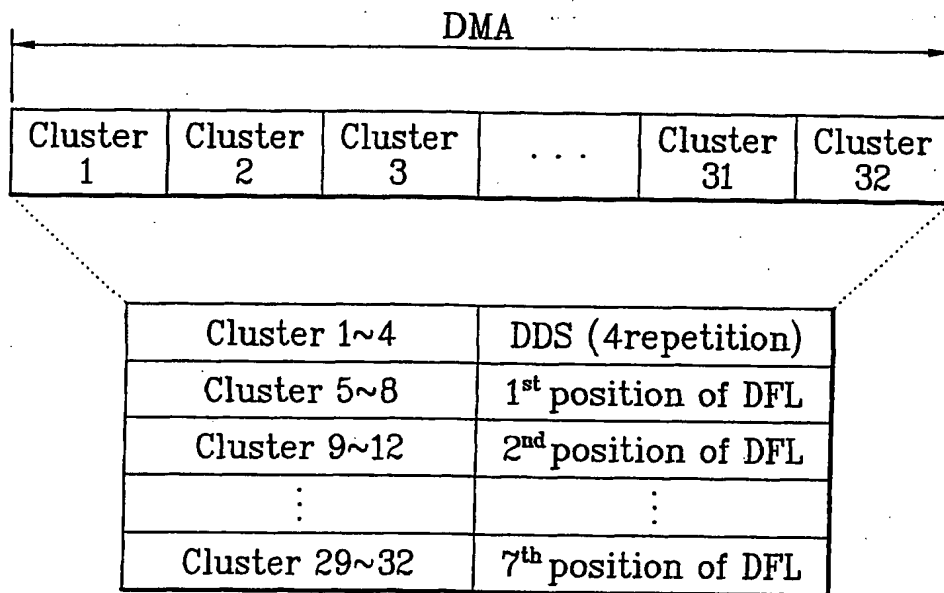 DMA
Cluster 1 Cluster 2 Cluster 3 ... Cluster 31 Cluster 32
Cluster 1~4 DDS (4repetition)
Cluster 5~8 1st position of DFL
Cluster 9~12 2nd position of DFL
⋮ ⋮
Cluster 29~32 7th position of DFL